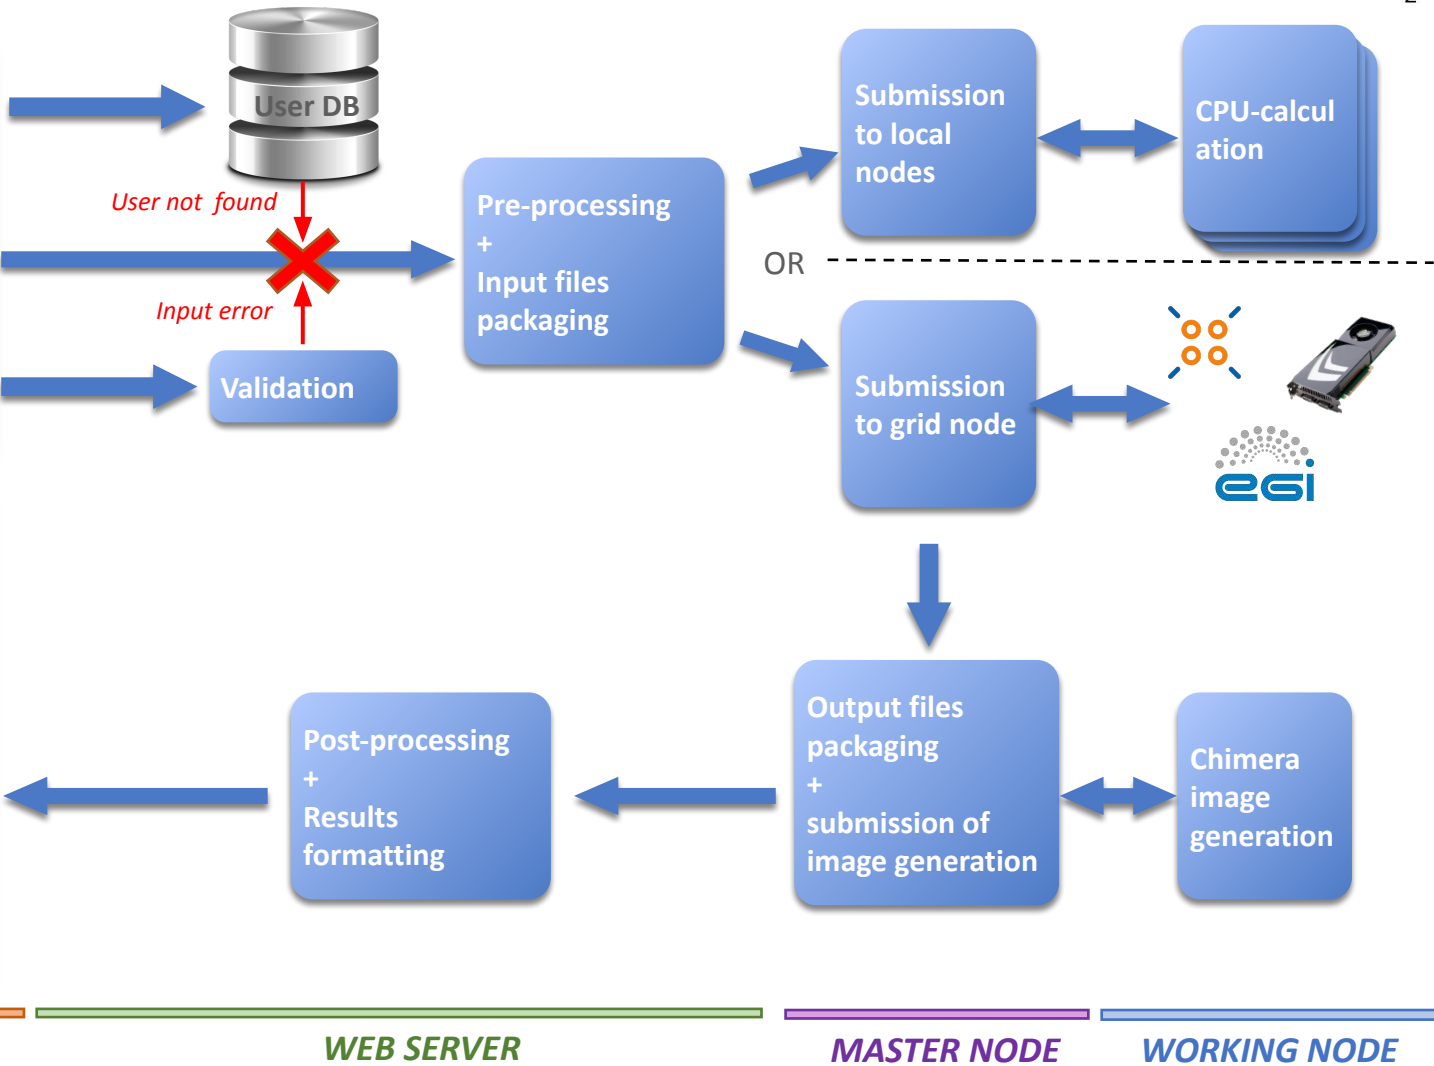 User DB
User not found
Input error
Validation
Pre-processing
+
Input files
packaging
Submission
to local
nodes
CPU-calcul
ation
OR
Submission
to grid node
egi
Output files
packaging
+
submission of
image generation
Chimera
image
generation
Post-processing
+
Results
formatting
WEB SERVER
MASTER NODE
WORKING NODE